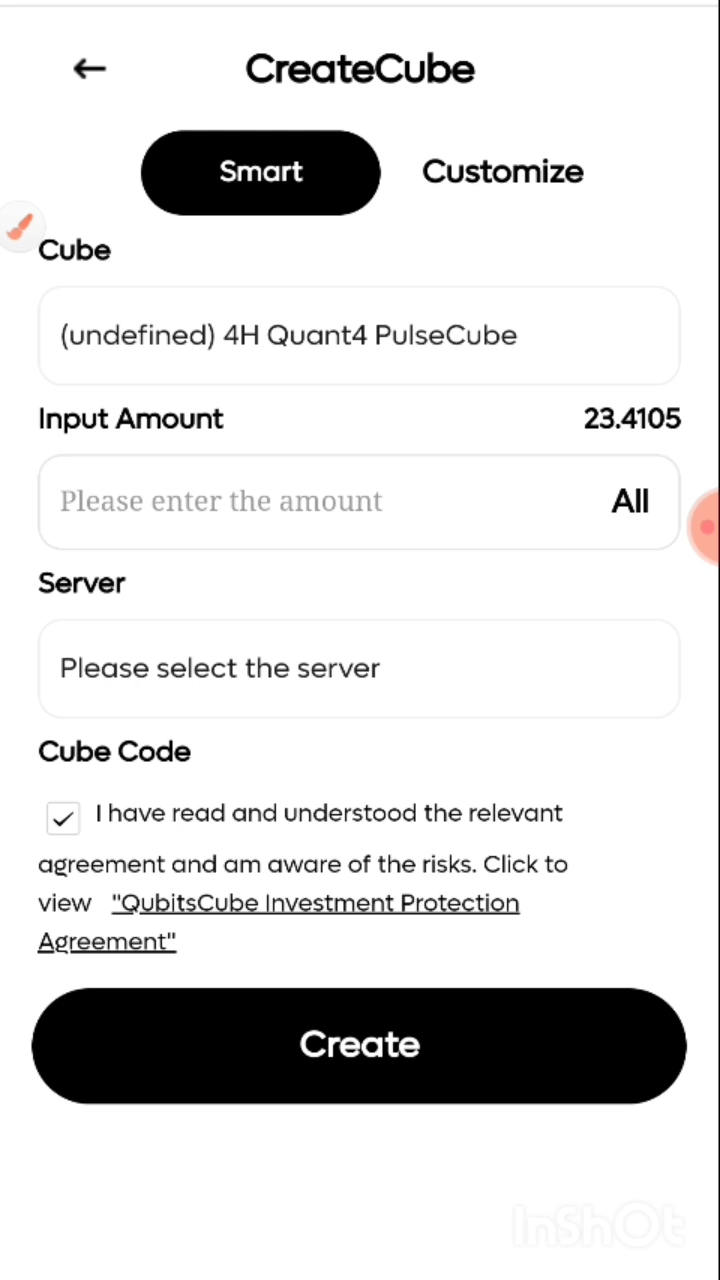 CreateCube
Smart Customize
Cube
(undefined) 4H Quant4 PulseCube
Input Amount 23.4105
Please enter the amount All
Server
Please select the server
Cube Code
I have read and understood the relevant
agreement and am aware of the risks. Click to
view "QubitsCube Investment Protection
Agreement"
Create
InShOt